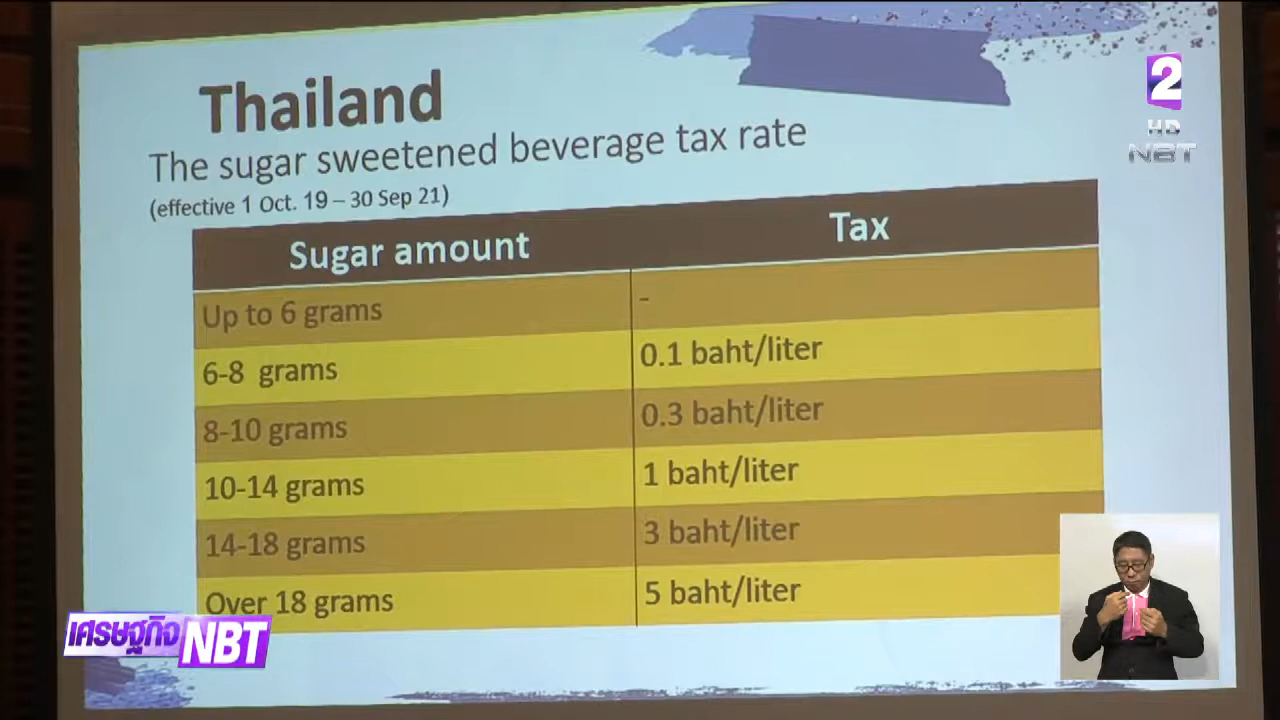 Thailand
The sugar sweetened beverage tax rate
(effective 1 Oct. 19 – 30 Sep 21)
Sugar amount Tax
Up to 6 grams -
6-8 grams 0.1 baht/liter
8-10 grams 0.3 baht/liter
10-14 grams 1 baht/liter
14-18 grams 3 baht/liter
Over 18 grams 5 baht/liter
2
HD
NBT
เศรษฐกิจ NBT